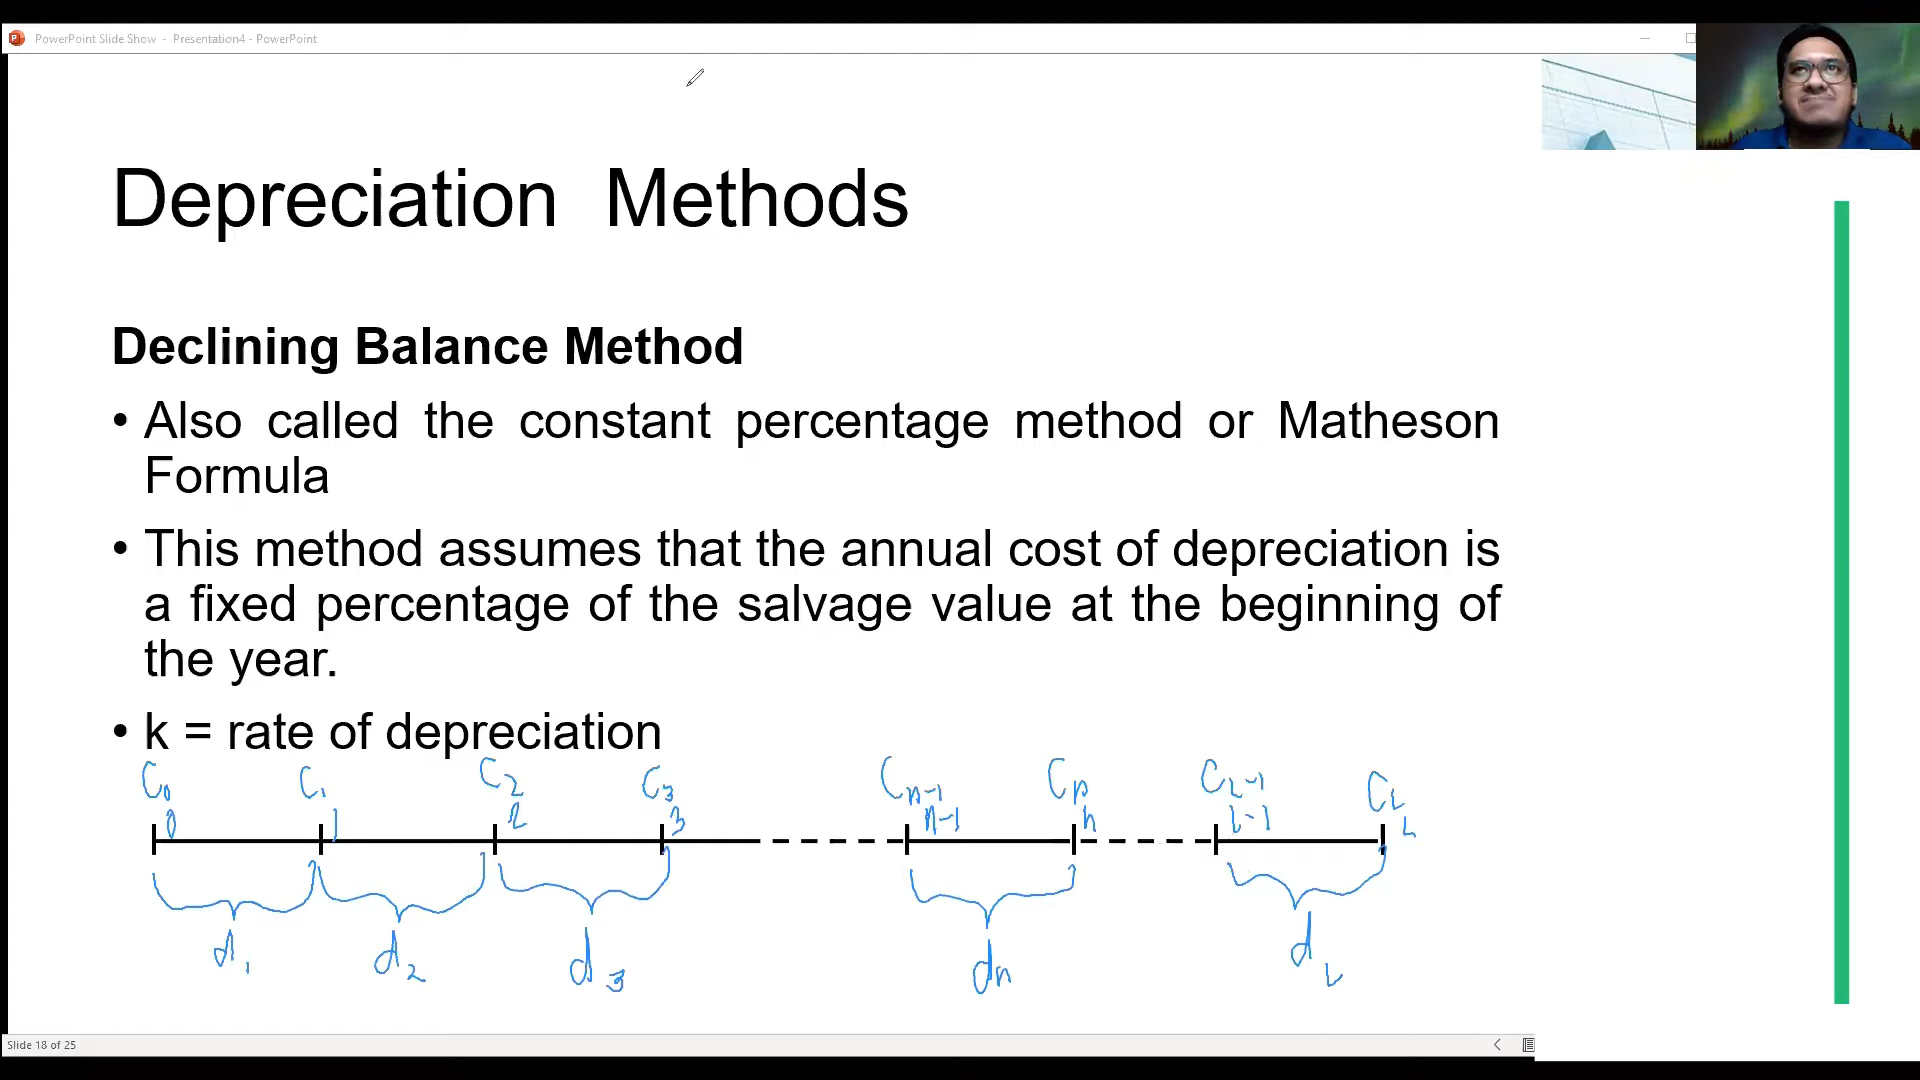 PowerPoint Slide Show - Presentation4 - PowerPoint
Depreciation Methods
Declining Balance Method
• Also called the constant percentage method or Matheson
Formula
• This method assumes that the annual cost of depreciation is
a fixed percentage of the salvage value at the beginning of
the year.
• k = rate of depreciation
C0 C1 C2 C3 Cn-1 Cn CL-1 CL
0 1 2 3 n-1 n L-1 L
d1 d2 d3 dn dL
Slide 18 of 25